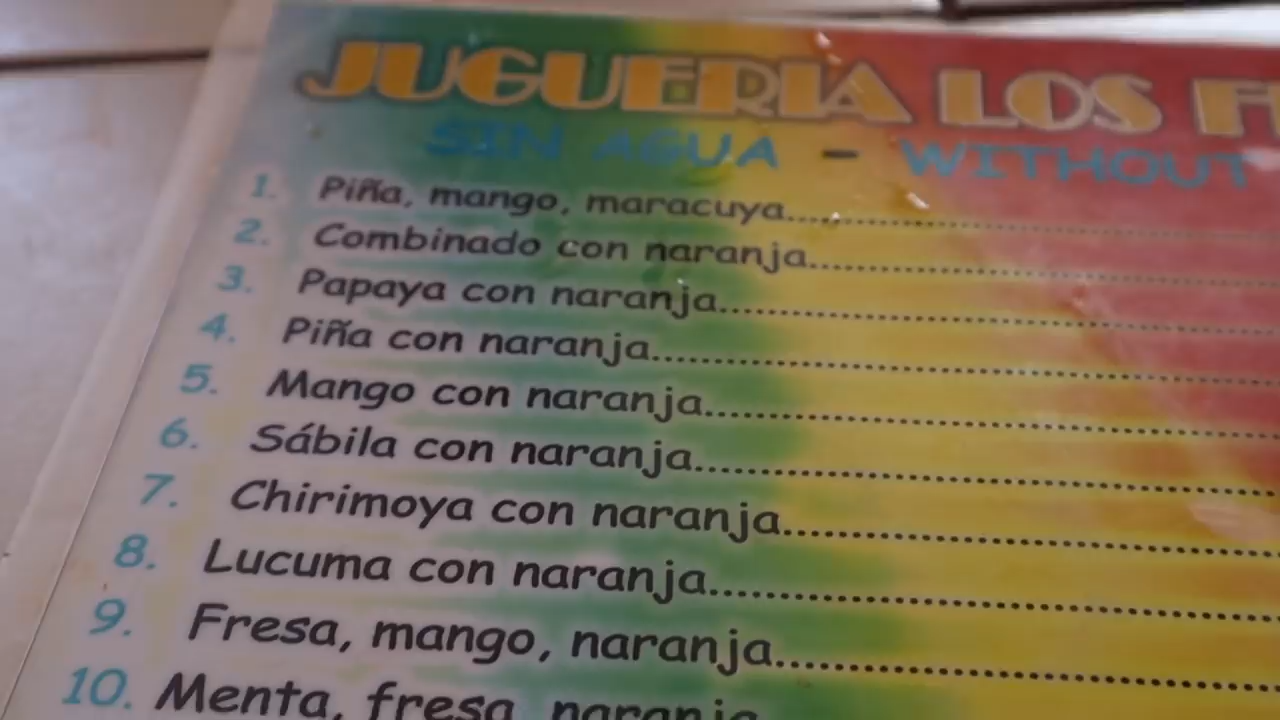 JUGUERIA LOS
SIN AGUA - WITHOUT
1. Piña, mango, maracuya
2. Combinado con naranja
3. Papaya con naranja
4. Piña con naranja
5. Mango con naranja
6. Sábila con naranja
7. Chirimoya con naranja
8. Lucuma con naranja
9. Fresa, mango, naranja
10. Menta, fresa, naranja